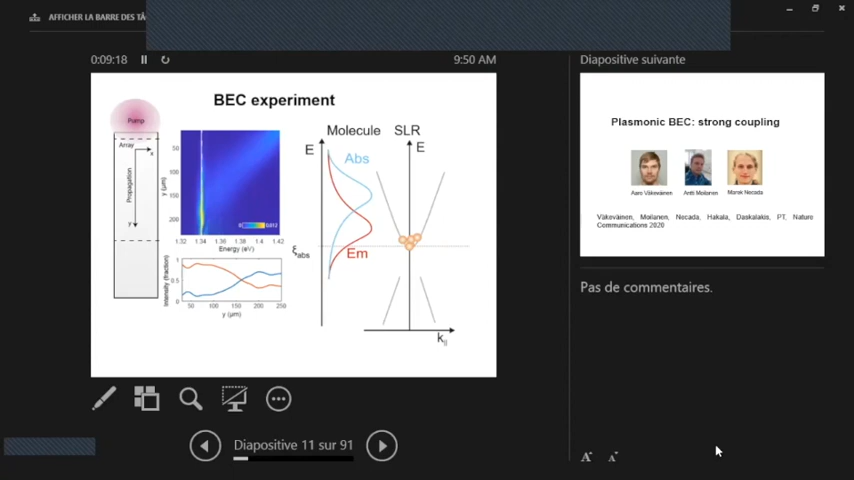 AFFICHER LA BARRE DES TÂ
0:09:18
9:50 AM
BEC experiment
Pump
Array
x
Propagation
y
y (µm)
50
100
150
200
0
0.012
1.32 1.34 1.36 1.38 1.4 1.42
Energy (eV)
Intensity (fraction)
1
0.5
0
50 100 150 200 250
y (µm)
Molecule SLR
E
E
Abs
Em
ξabs
k||
Diapositive suivante
Plasmonic BEC: strong coupling
Aaro Väkeväinen
Antti Moilanen
Marek Necada
Väkeväinen, Moilanen, Necada, Hakala, Daskalakis, PT, Nature
Communications 2020
Pas de commentaires.
Diapositive 11 sur 91
A
A